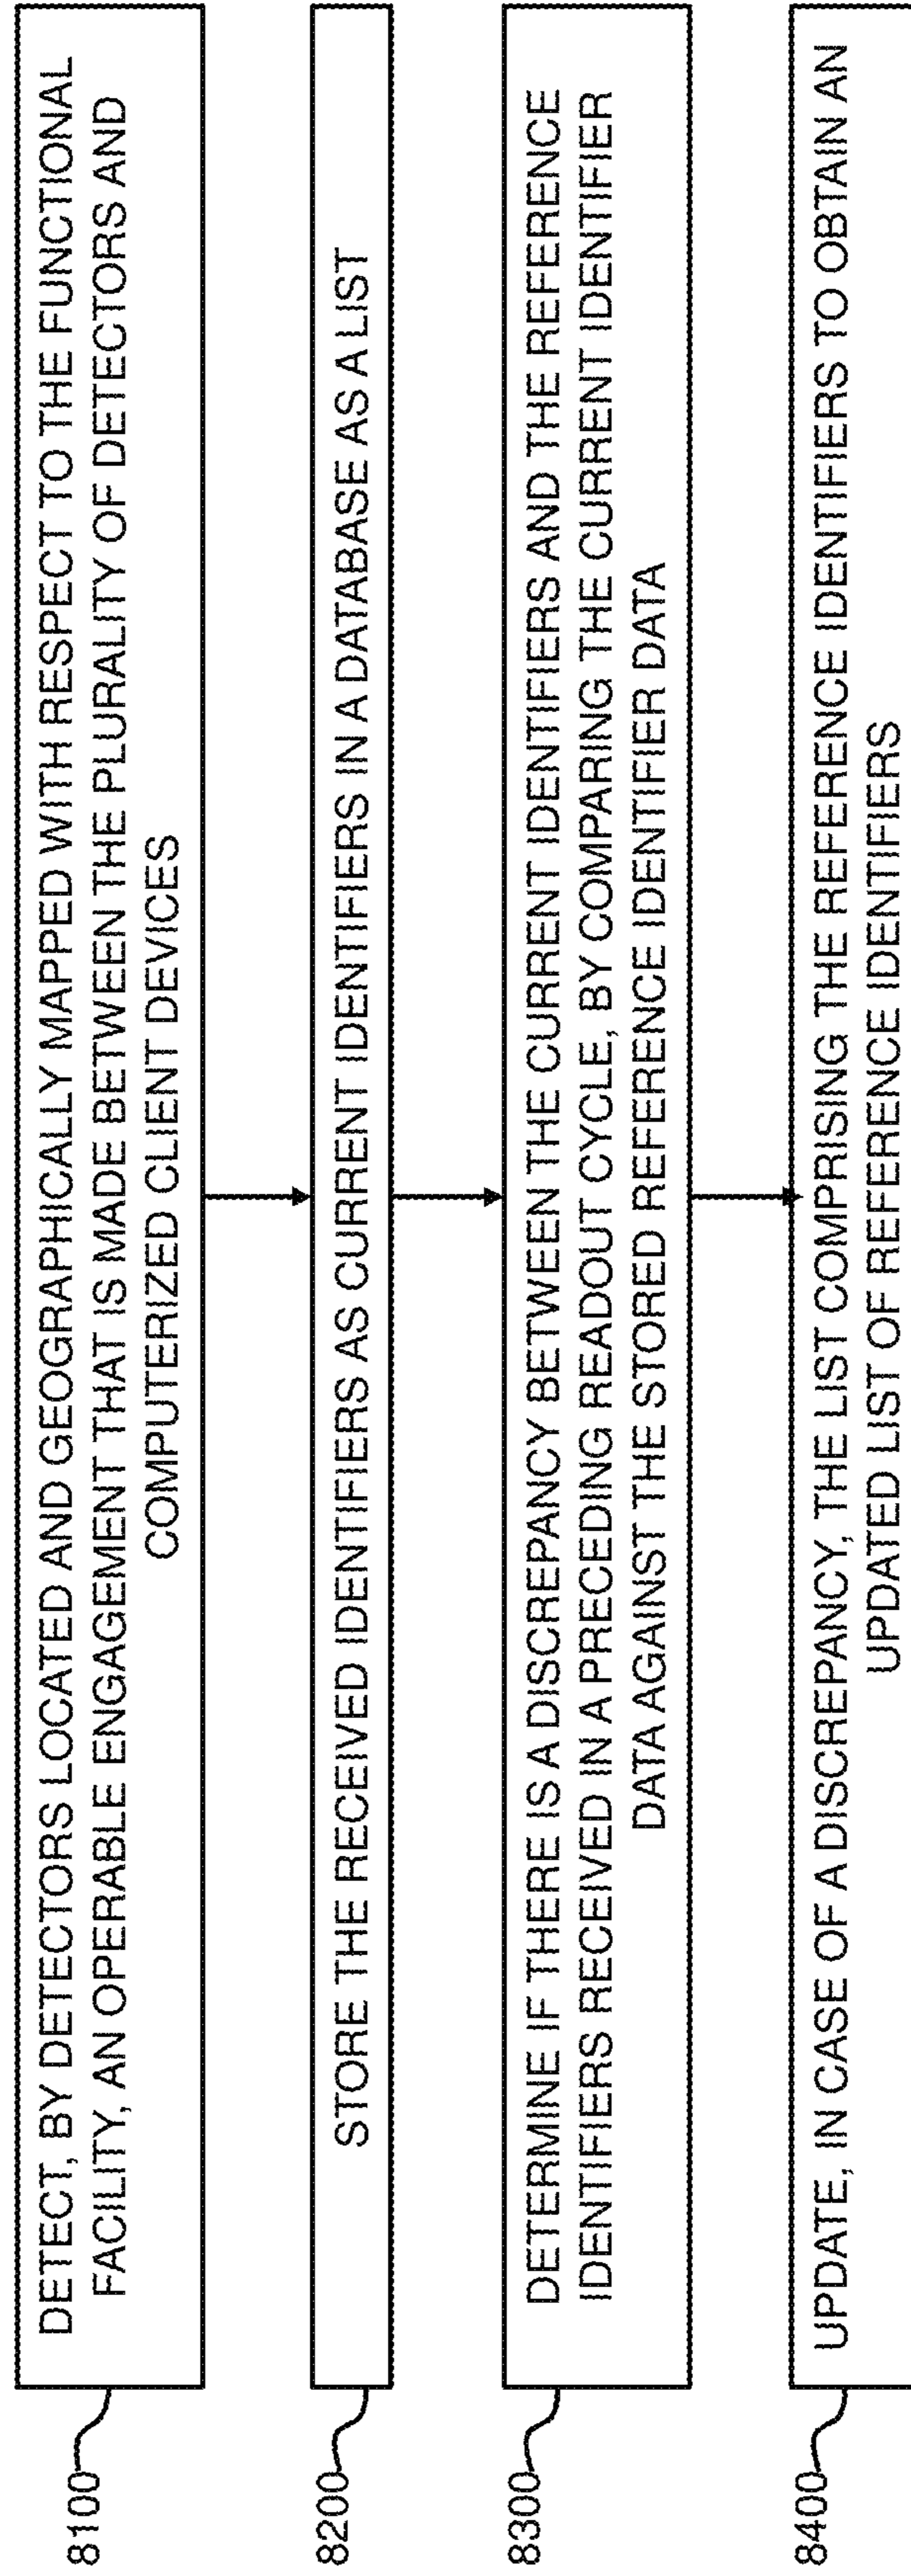 8100
DETECT, BY DETECTORS LOCATED AND GEOGRAPHICALLY MAPPED WITH RESPECT TO THE FUNCTIONAL
FACILITY, AN OPERABLE ENGAGEMENT THAT IS MADE BETWEEN THE PLURALITY OF DETECTORS AND
COMPUTERIZED CLIENT DEVICES
8200
STORE THE RECEIVED IDENTIFIERS AS CURRENT IDENTIFIERS IN A DATABASE AS A LIST
8300
DETERMINE IF THERE IS A DISCREPANCY BETWEEN THE CURRENT IDENTIFIERS AND THE REFERENCE
IDENTIFIERS RECEIVED IN A PRECEDING READOUT CYCLE, BY COMPARING THE CURRENT IDENTIFIER
DATA AGAINST THE STORED REFERENCE IDENTIFIER DATA
8400
UPDATE, IN CASE OF A DISCREPANCY, THE LIST COMPRISING THE REFERENCE IDENTIFIERS TO OBTAIN AN
UPDATED LIST OF REFERENCE IDENTIFIERS